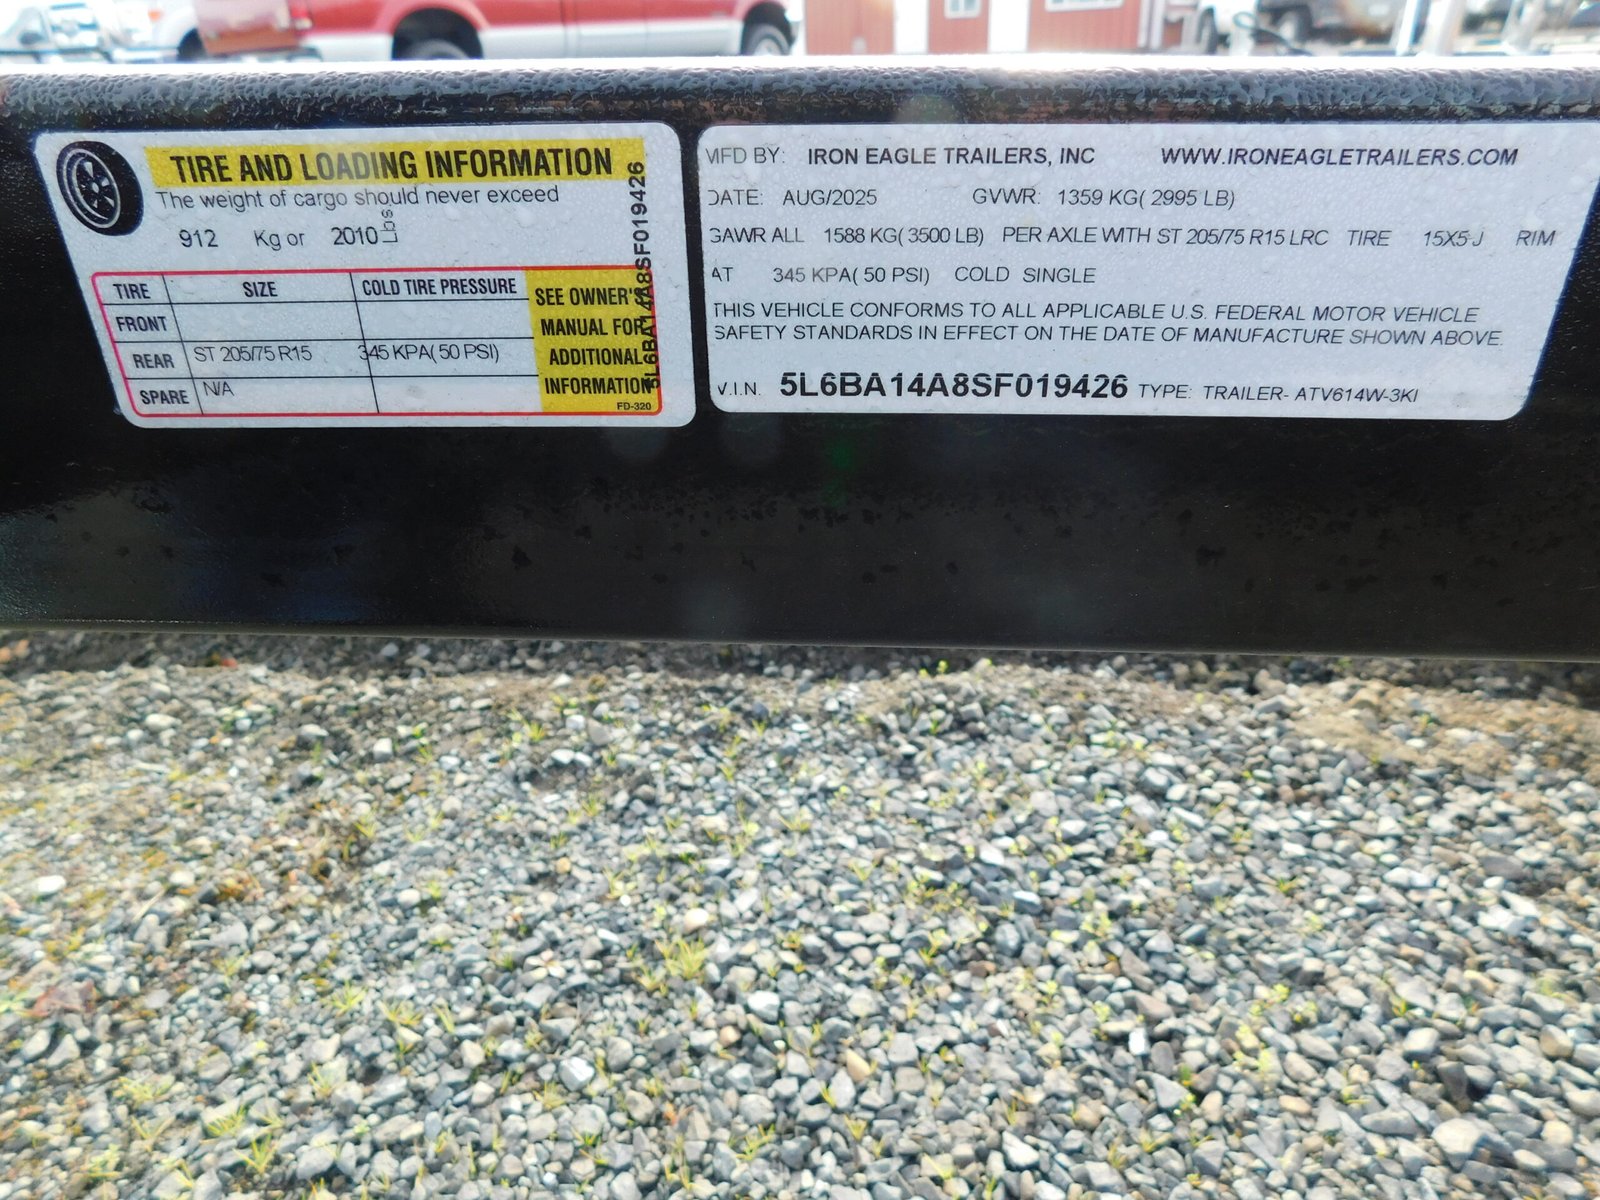 TIRE AND LOADING INFORMATION
The weight of cargo should never exceed
912 Kg or 2010 Lbs
TIRE SIZE COLD TIRE PRESSURE
FRONT
REAR ST 205/75 R15 345 KPA( 50 PSI)
SPARE N/A
SEE OWNER'S
MANUAL FOR
ADDITIONAL
INFORMATION
FD-320
5L6BA14A8SF019426
MFD BY: IRON EAGLE TRAILERS, INC WWW.IRONEAGLETRAILERS.COM
DATE: AUG/2025 GVWR: 1359 KG( 2995 LB)
GAWR ALL 1588 KG( 3500 LB) PER AXLE WITH ST 205/75 R15 LRC TIRE 15X5 J RIM
AT 345 KPA( 50 PSI) COLD SINGLE
THIS VEHICLE CONFORMS TO ALL APPLICABLE U.S. FEDERAL MOTOR VEHICLE
SAFETY STANDARDS IN EFFECT ON THE DATE OF MANUFACTURE SHOWN ABOVE.
V.I.N. 5L6BA14A8SF019426 TYPE: TRAILER- ATV614W-3KI